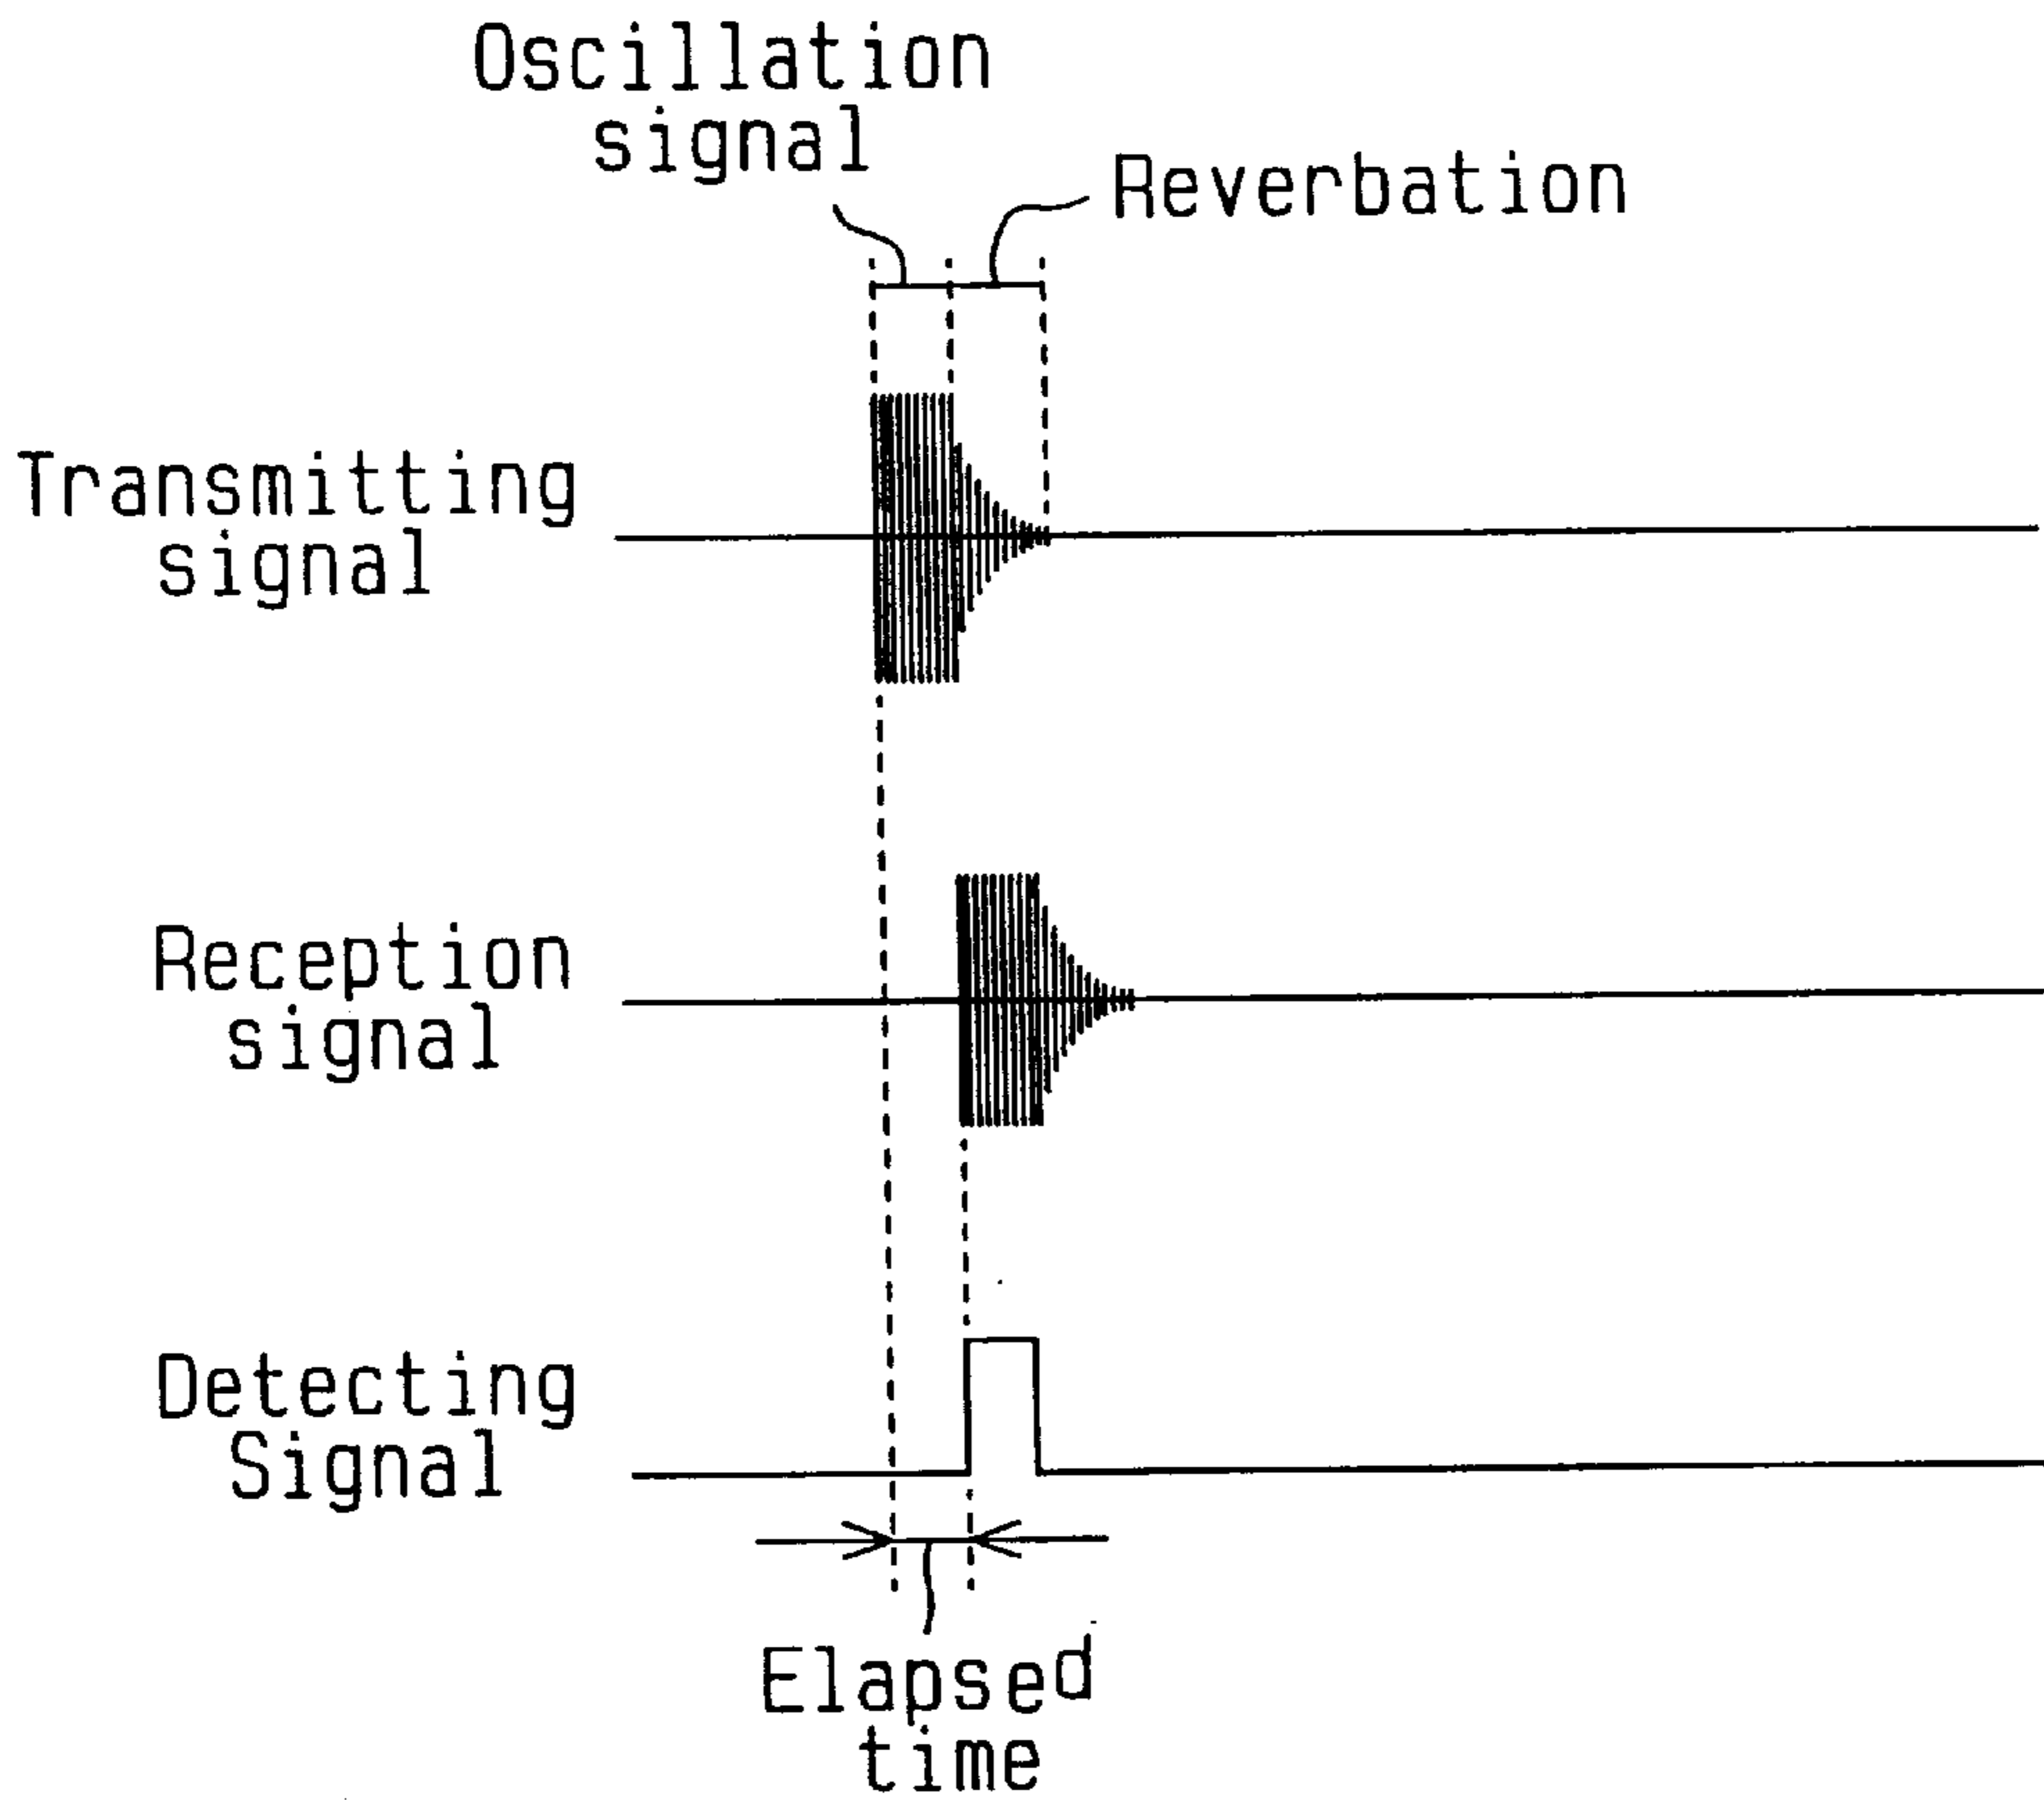 Oscillation
signal
Reverbation
Transmitting
signal
Reception
signal
Detecting
Signal
Elapsed
time